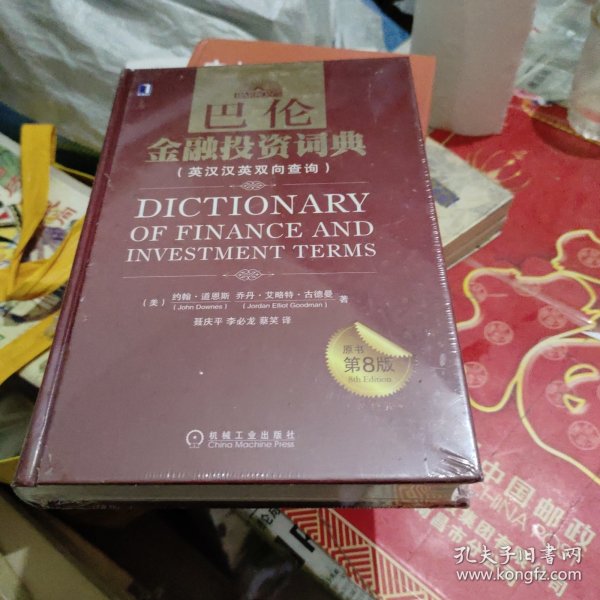 巴伦
金融投资词典
(英汉汉英双向查询)
DICTIONARY
OF FINANCE AND
INVESTMENT TERMS
(美) 约翰·道恩斯 乔丹·艾略特·古德曼 著
(John Downes) (Jordan Elliot Goodman)
聂庆平 李必龙 蔡笑 译
原书
第8版
8th Edition
机械工业出版社
China Machine Press
中国邮政
CHINA
孔夫子旧书网
www.kongfz.com